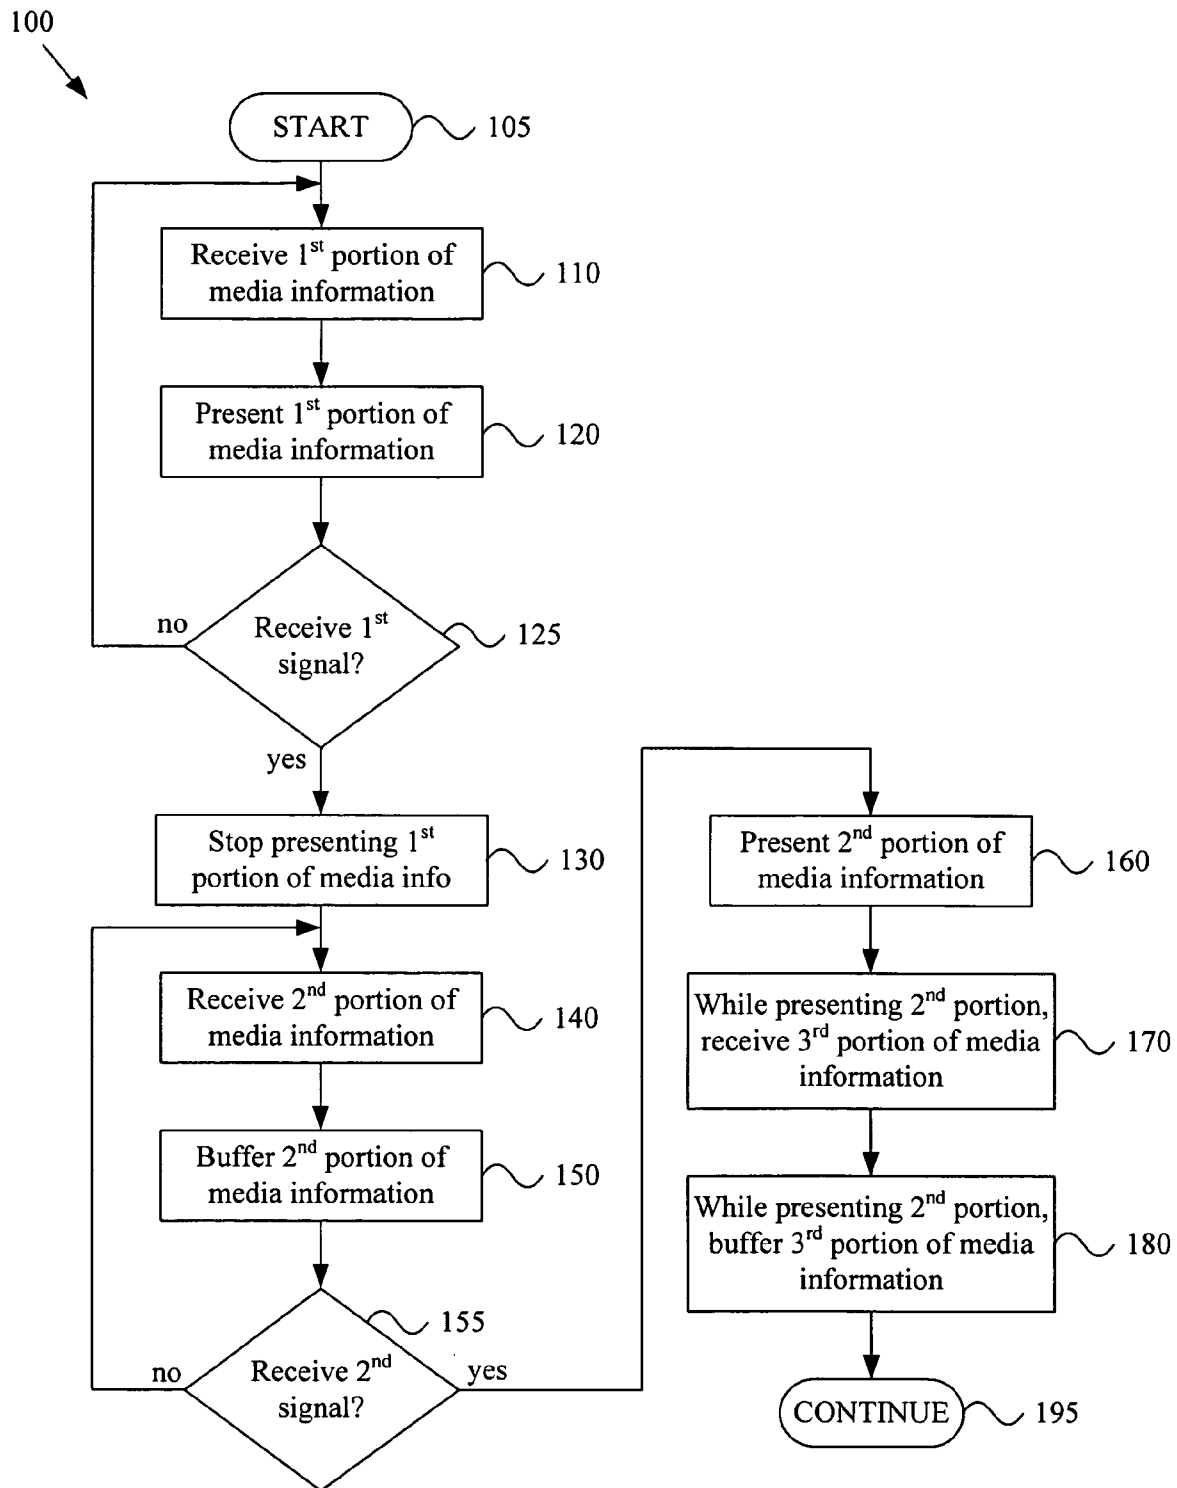 100
START
105
Receive 1st portion of
media information
110
Present 1st portion of
media information
120
Receive 1st
signal?
125
no
yes
Stop presenting 1st
portion of media info
130
Receive 2nd portion of
media information
140
Buffer 2nd portion of
media information
150
155
Receive 2nd
signal?
no
yes
Present 2nd portion of
media information
160
While presenting 2nd portion,
receive 3rd portion of media
information
170
While presenting 2nd portion,
buffer 3rd portion of media
information
180
CONTINUE
195